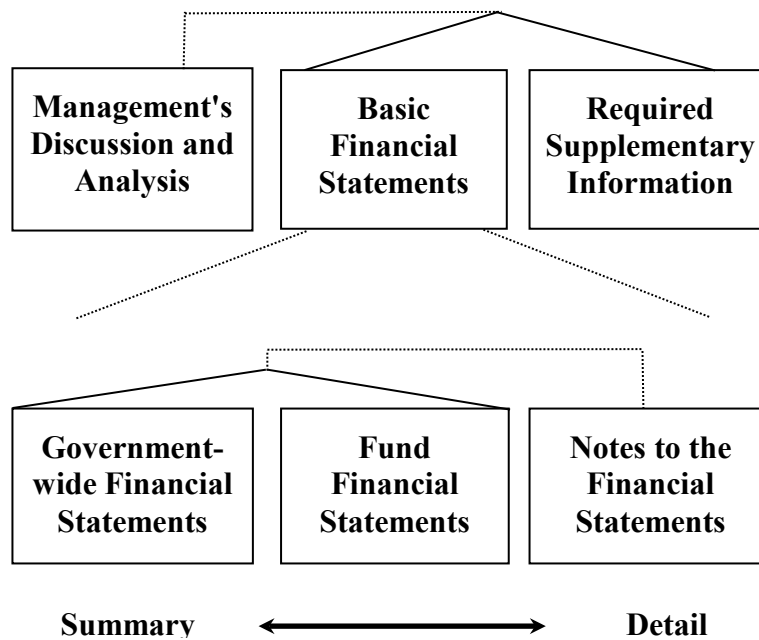 Management's
Discussion and
Analysis
Basic
Financial
Statements
Required
Supplementary
Information
Government-
wide Financial
Statements
Fund
Financial
Statements
Notes to the
Financial
Statements
Summary
Detail